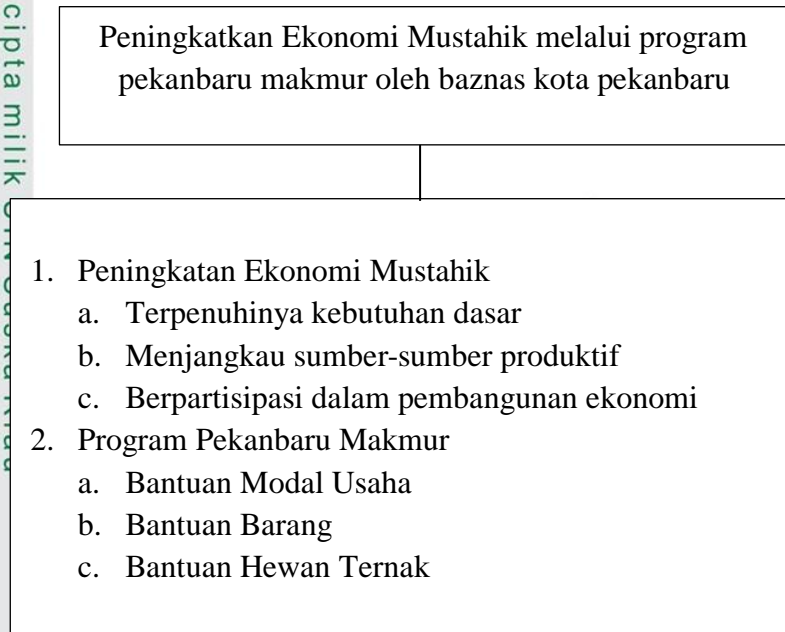 cipta milik
Peningkatkan Ekonomi Mustahik melalui program
pekanbaru makmur oleh baznas kota pekanbaru
1. Peningkatan Ekonomi Mustahik
a. Terpenuhinya kebutuhan dasar
b. Menjangkau sumber-sumber produktif
c. Berpartisipasi dalam pembangunan ekonomi
2. Program Pekanbaru Makmur
a. Bantuan Modal Usaha
b. Bantuan Barang
c. Bantuan Hewan Ternak